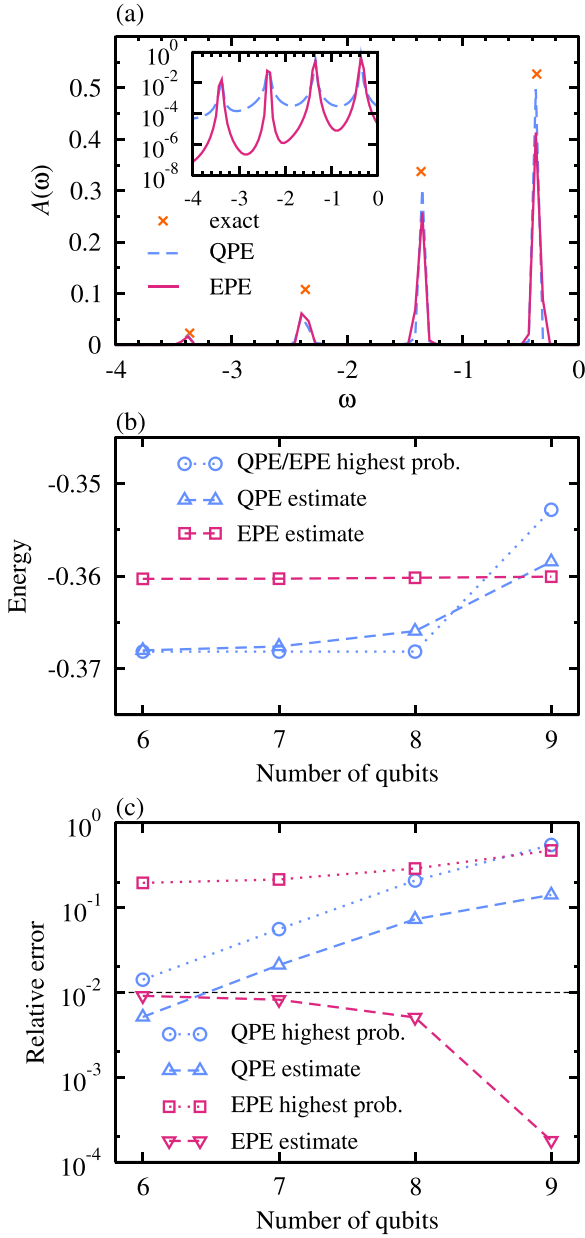 (a)
A(ω)
0.5
0.4
0.3
0.2
0.1
0
10^0
10^-2
10^-4
10^-6
10^-8
-4 -3 -2 -1 0
exact
QPE
EPE
-4 -3 -2 -1 0
ω
(b)
Energy
-0.35
-0.36
-0.37
QPE/EPE highest prob.
QPE estimate
EPE estimate
6 7 8 9
Number of qubits
(c)
Relative error
10^0
10^-1
10^-2
10^-3
10^-4
QPE highest prob.
QPE estimate
EPE highest prob.
EPE estimate
6 7 8 9
Number of qubits